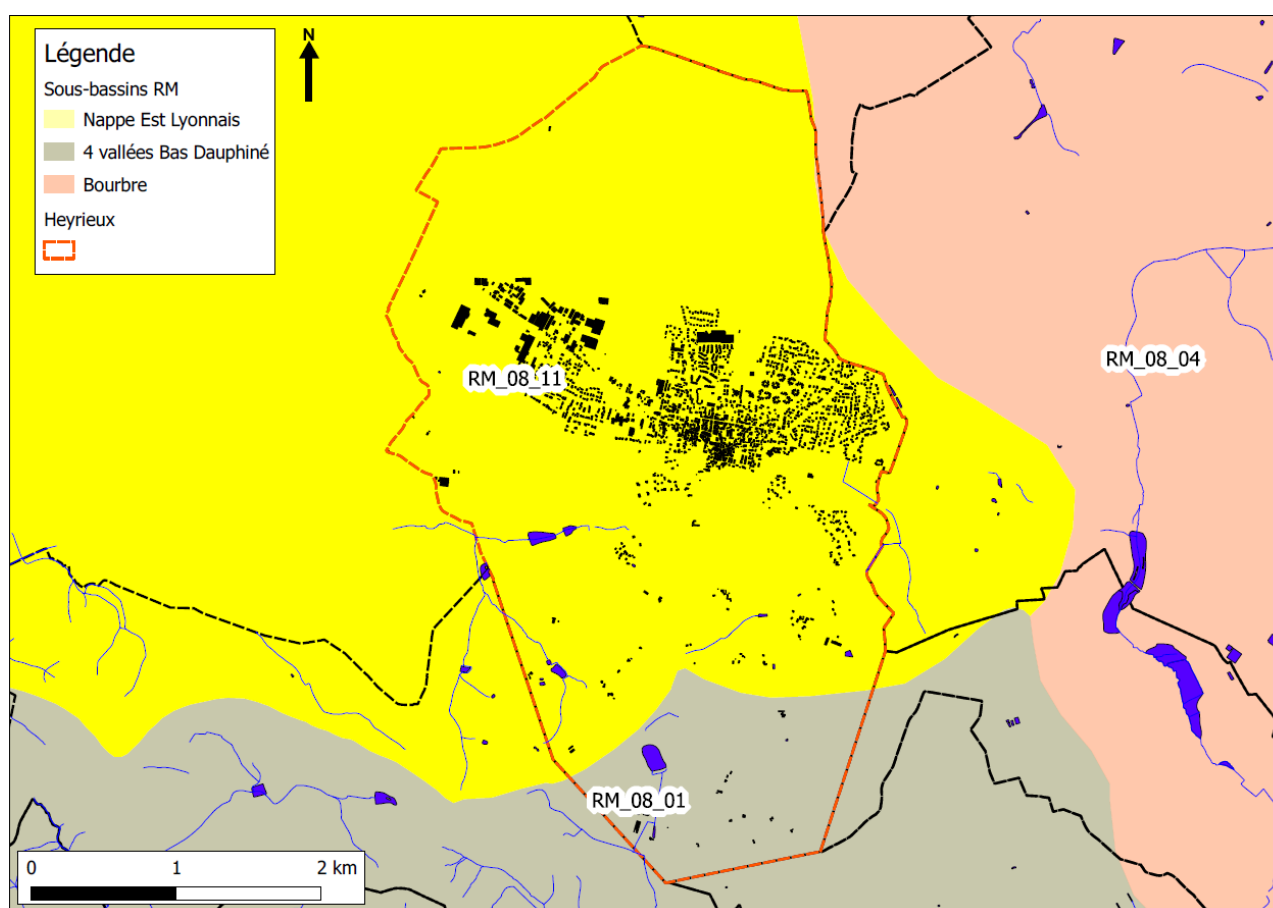 Légende
Sous-bassins RM
Nappe Est Lyonnais
4 vallées Bas Dauphiné
Bourbre
Heyrieux
N
RM_08_04
RM_08_11
RM_08_01
0 1 2 km